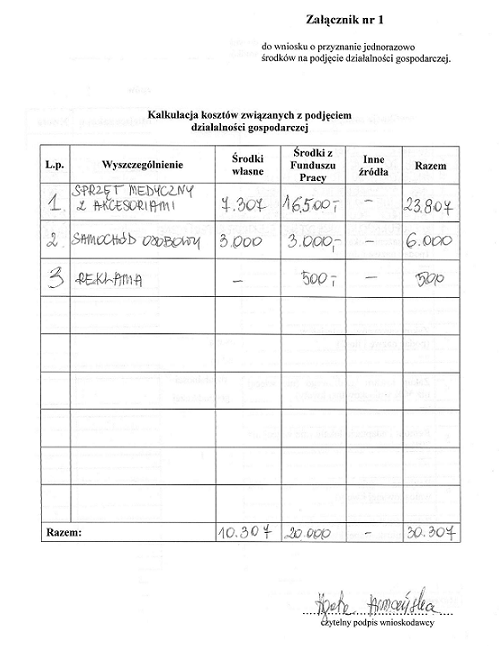 Załącznik nr 1
do wniosku o przyznanie jednorazowo
środków na podjęcie działalności gospodarczej.
Kalkulacja kosztów związanych z podjęciem
działalności gospodarczej
L.p. Wyszczególnienie Środki własne Środki z Funduszu Pracy Inne źródła Razem
1. SPRZĘT MEDYCZNY Z AKCESORIAMI 7.307 16,500,- – 23.807
2. SAMOCHÓD OSOBOWY 3.000 3.000,- – 6.000
3 REKLAMA – 500,- – 500
Razem: 10.307 20.000 – 30.307
czytelny podpis wnioskodawcy